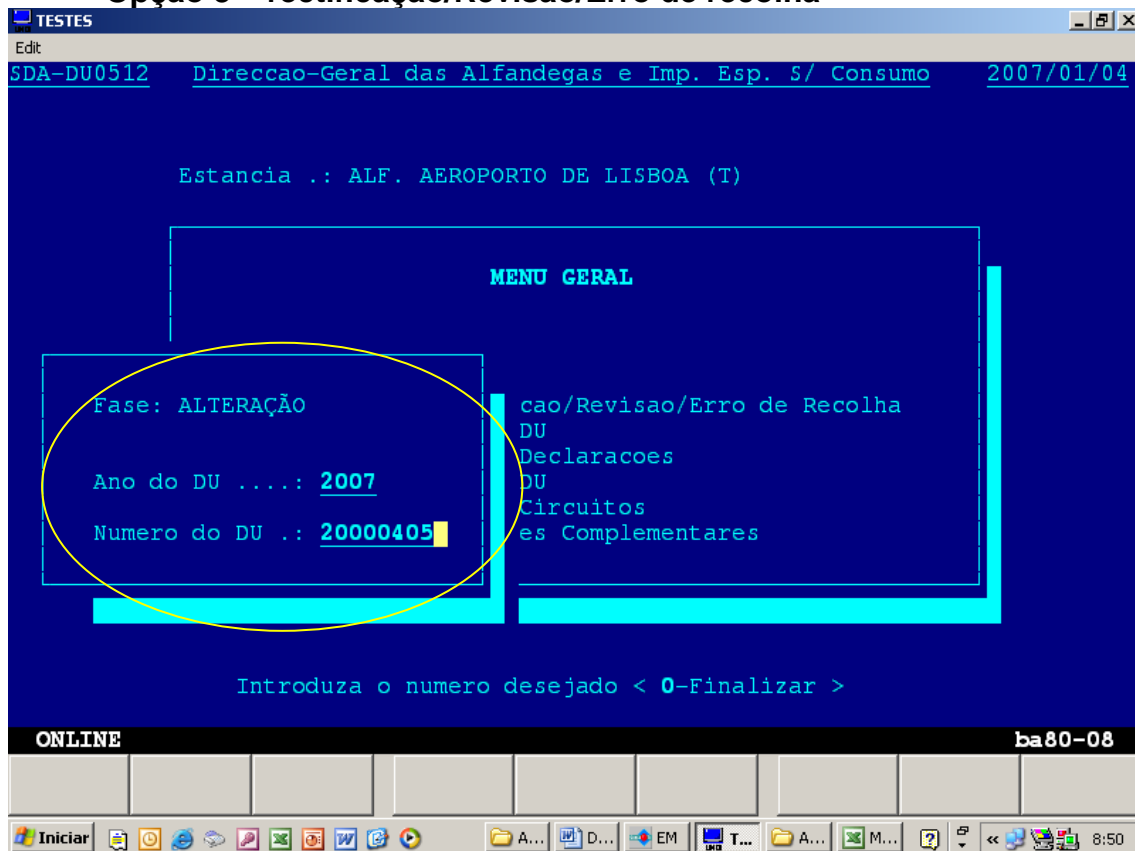 TESTES
Edit
SDA-DU0512 Direccao-Geral das Alfandegas e Imp. Esp. S/ Consumo 2007/01/04
Estancia .: ALF. AEROPORTO DE LISBOA (T)
MENU GERAL
Fase: ALTERAÇÃO
cao/Revisao/Erro de Recolha
DU
Declaracoes
Ano do DU ....: 2007
DU
Circuitos
Numero do DU .: 20000405
es Complementares
Introduza o numero desejado < 0-Finalizar >
ONLINE ba80-08
Iniciar A... D... EM T... A... M... 8:50